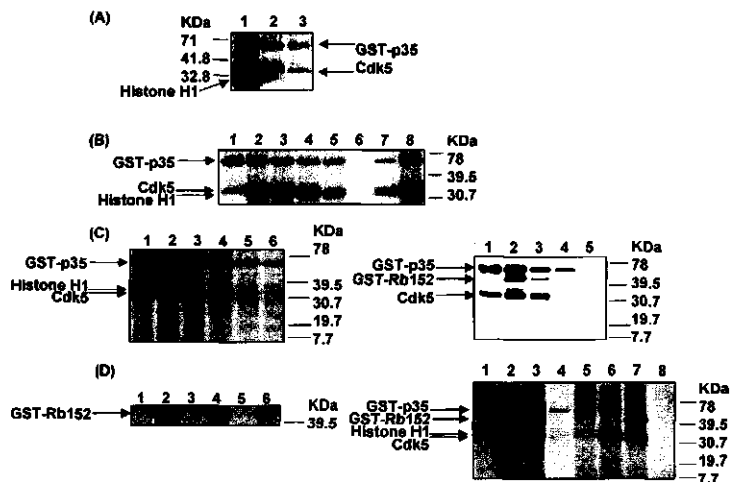 (A)
KDa 1 2 3
71
41.8
32.8
GST-p35
Cdk5
Histone H1
(B)
1 2 3 4 5 6 7 8 KDa
GST-p35
Cdk5
Histone H1
78
39.5
30.7
(C)
1 2 3 4 5 6 KDa
GST-p35
Histone H1
Cdk5
78
39.5
30.7
19.7
7.7
1 2 3 4 5 KDa
GST-p35
GST-Rb152
Cdk5
78
39.5
30.7
19.7
7.7
(D)
1 2 3 4 5 6 KDa
GST-Rb152
39.5
1 2 3 4 5 6 7 8 KDa
GST-p35
GST-Rb152
Histone H1
Cdk5
78
39.5
30.7
19.7
7.7